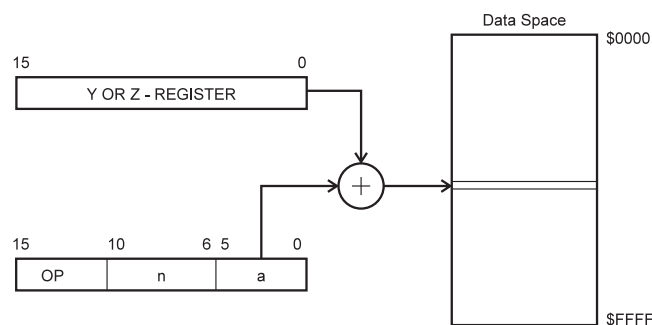 Data Space
$0000
15 0
Y OR Z - REGISTER
+
15 10 6 5 0
OP n a
$FFFF